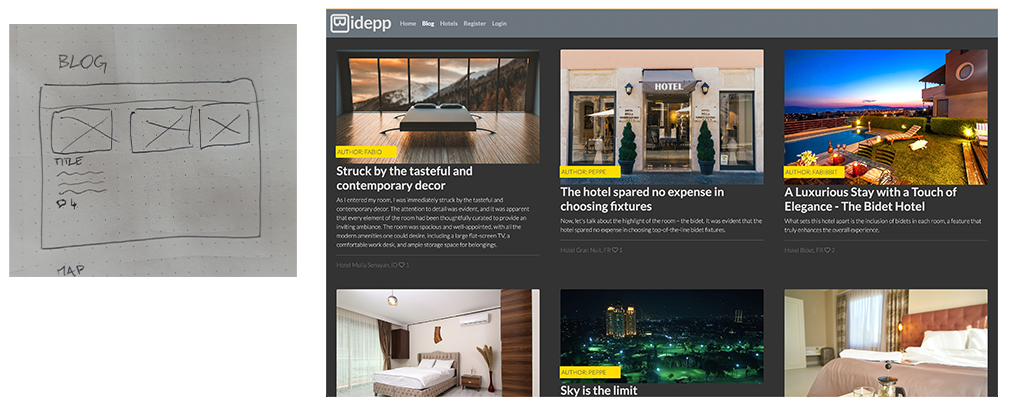 BLOG
TITLE
4
MAP
Bidepp Home Blog Hotels Register Login
AUTHOR: FABIO
Struck by the tasteful and
contemporary decor
As I entered my room, I was immediately struck by the tasteful and
contemporary decor. The attention to detail was evident, and it was apparent
that every element of the room had been thoughtfully curated to provide an
inviting ambiance. The room was spacious and well-appointed, with all the
modern amenities one could desire, including a large flat-screen TV, a
comfortable work desk, and ample storage space for belongings.
Hotel Mulia Senayan, ID ♡ 1
HOTEL
AUTHOR: PEPPE
The hotel spared no expense in
choosing fixtures
Now, let's talk about the highlight of the room – the bidet. It was evident that the
hotel spared no expense in choosing top-of-the-line bidet fixtures.
Hotel Gran Nuit, FR ♡ 1
AUTHOR: FABIBBIT
A Luxurious Stay with a Touch of
Elegance - The Bidet Hotel
What sets this hotel apart is the inclusion of bidets in each room, a feature that
truly enhances the overall experience.
Hotel Bidet, FR ♡ 2
AUTHOR: PEPPE
Sky is the limit